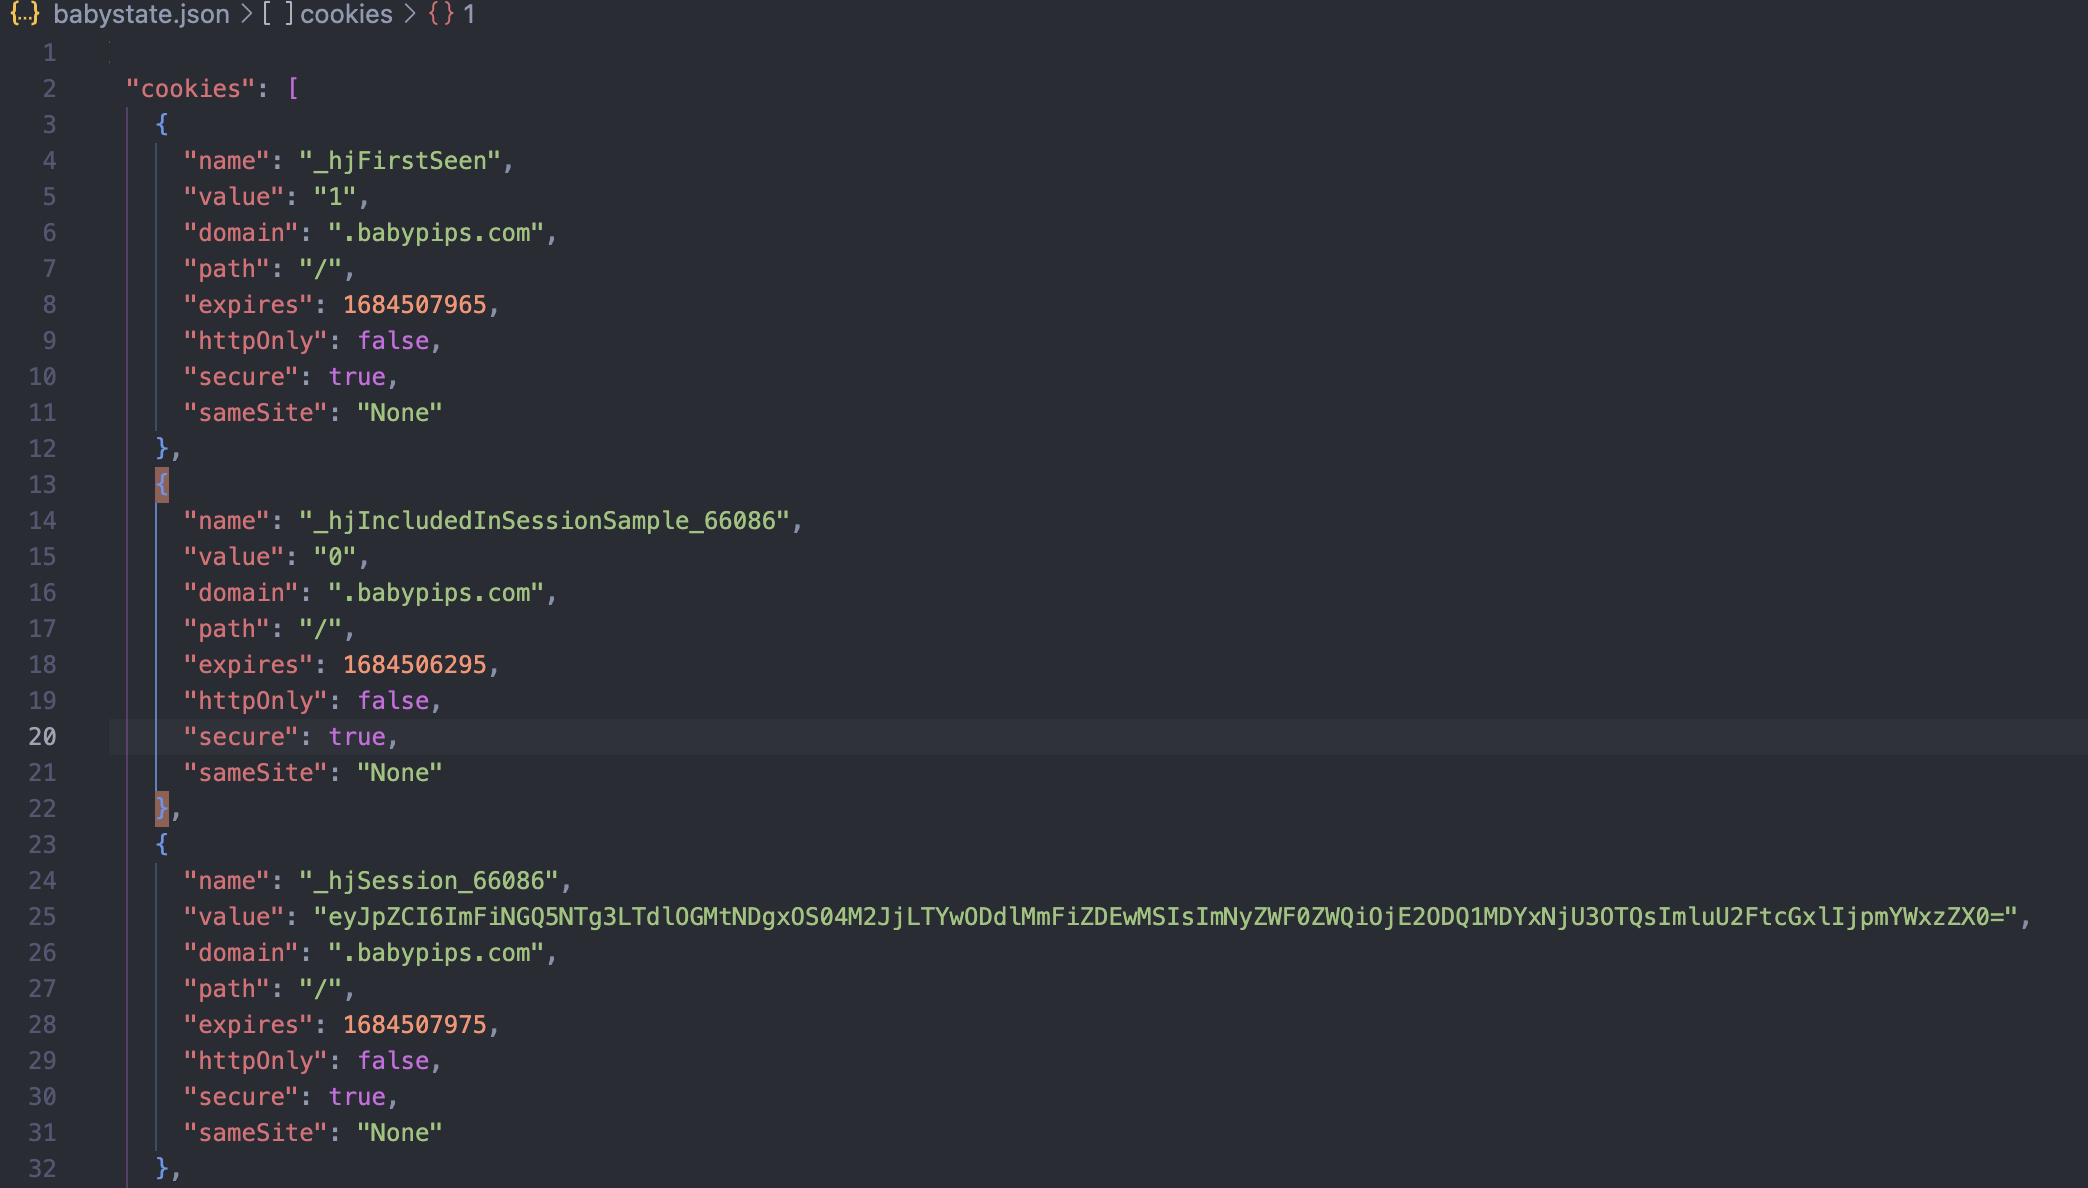 {..} babystate.json > [ ] cookies > {} 1
1
2 "cookies": [
3 {
4 "name": "_hjFirstSeen",
5 "value": "1",
6 "domain": ".babypips.com",
7 "path": "/",
8 "expires": 1684507965,
9 "httpOnly": false,
10 "secure": true,
11 "sameSite": "None"
12 },
13 {
14 "name": "_hjIncludedInSessionSample_66086",
15 "value": "0",
16 "domain": ".babypips.com",
17 "path": "/",
18 "expires": 1684506295,
19 "httpOnly": false,
20 "secure": true,
21 "sameSite": "None"
22 },
23 {
24 "name": "_hjSession_66086",
25 "value": "eyJpZCI6ImFiNGQ5NTg3LTdlOGMtNDgxOS04M2JjLTYwODdlMmFiZDEwMSIsImNyZWF0ZWQiOjE2ODQ1MDYxNjU3OTQsImluU2FtcGxlIjpmYWxzZX0=",
26 "domain": ".babypips.com",
27 "path": "/",
28 "expires": 1684507975,
29 "httpOnly": false,
30 "secure": true,
31 "sameSite": "None"
32 },